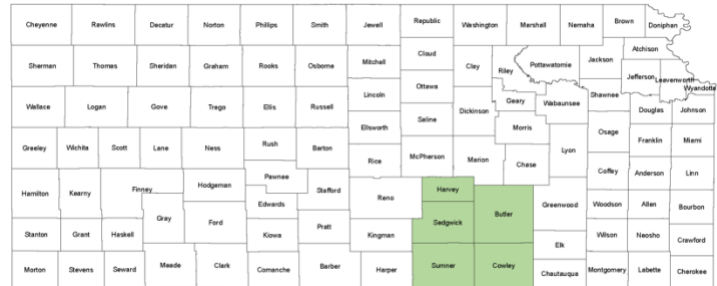 Cheyenne Rawlins Decatur Norton Phillips Smith Jewell Republic Washington Marshall Nemaha Brown Doniphan
Sherman Thomas Sheridan Graham Rooks Osborne Mitchell Cloud Clay Riley Pottawatomie Jackson Atchison
Jefferson Leavenworth Wyandotte
Wallace Logan Gove Trego Ellis Russell Lincoln Ottawa Dickinson Geary Wabaunsee Shawnee Douglas Johnson
Ellsworth Saline Morris
Greeley Wichita Scott Lane Ness Rush Barton Rice McPherson Marion Chase Lyon Osage Franklin Miami
Hamilton Kearny Finney Hodgeman Pawnee Stafford Reno Harvey Butler Greenwood Coffey Anderson Linn
Edwards Woodson Allen Bourbon
Stanton Grant Haskell Gray Ford Kiowa Pratt Kingman Sedgwick Elk Wilson Neosho Crawford
Morton Stevens Seward Meade Clark Comanche Barber Harper Sumner Cowley Chautauqua Montgomery Labette Cherokee